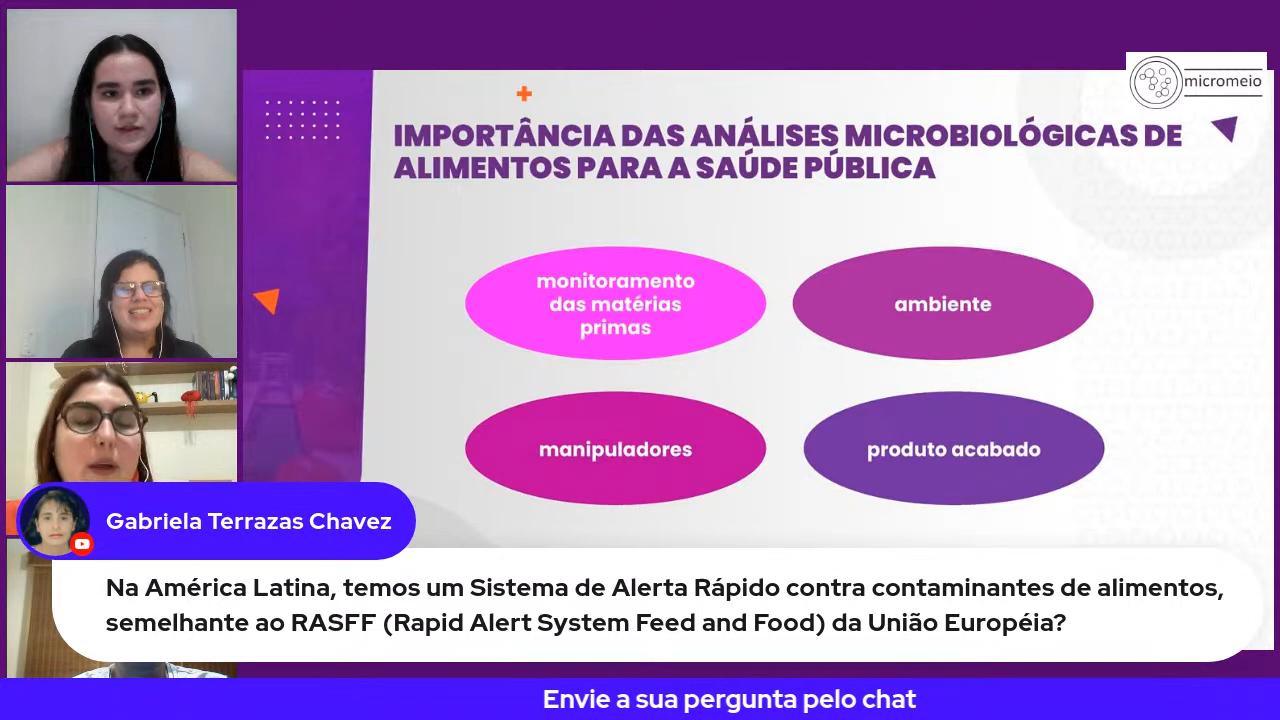 micromeio
IMPORTÂNCIA DAS ANÁLISES MICROBIOLÓGICAS DE
ALIMENTOS PARA A SAÚDE PÚBLICA
monitoramento
das matérias
primas
ambiente
manipuladores
produto acabado
Gabriela Terrazas Chavez
Na América Latina, temos um Sistema de Alerta Rápido contra contaminantes de alimentos,
semelhante ao RASFF (Rapid Alert System Feed and Food) da União Européia?
Envie a sua pergunta pelo chat